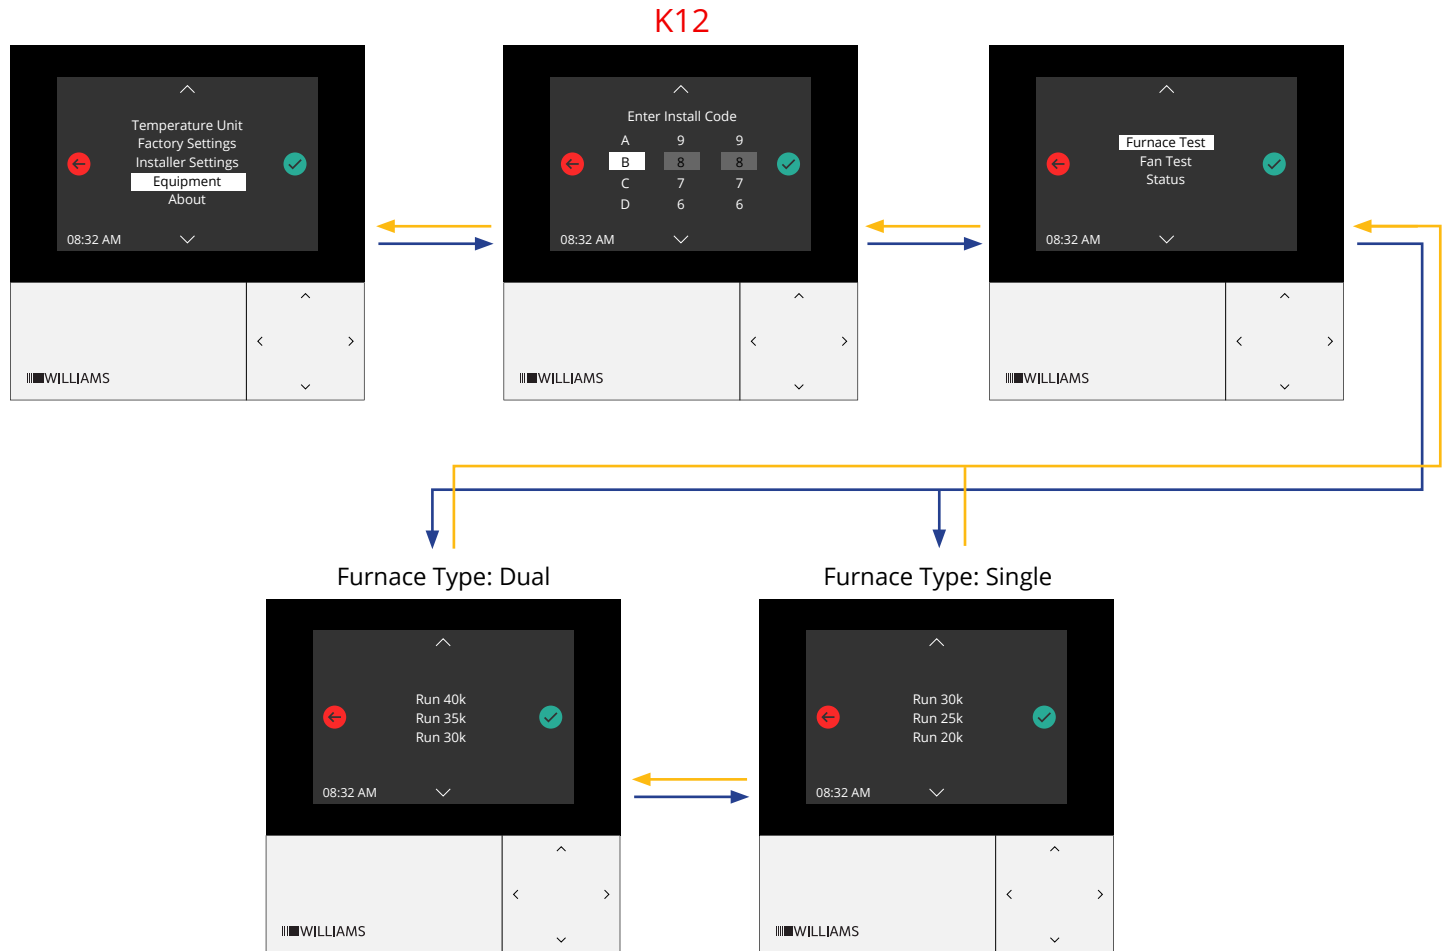 K12
Temperature Unit
Factory Settings
Installer Settings
Equipment
About
08:32 AM
WILLIAMS
Enter Install Code
A 9 9
B 8 8
C 7 7
D 6 6
08:32 AM
WILLIAMS
Furnace Test
Fan Test
Status
08:32 AM
WILLIAMS
Furnace Type: Dual
Run 40k
Run 35k
Run 30k
08:32 AM
WILLIAMS
Furnace Type: Single
Run 30k
Run 25k
Run 20k
08:32 AM
WILLIAMS